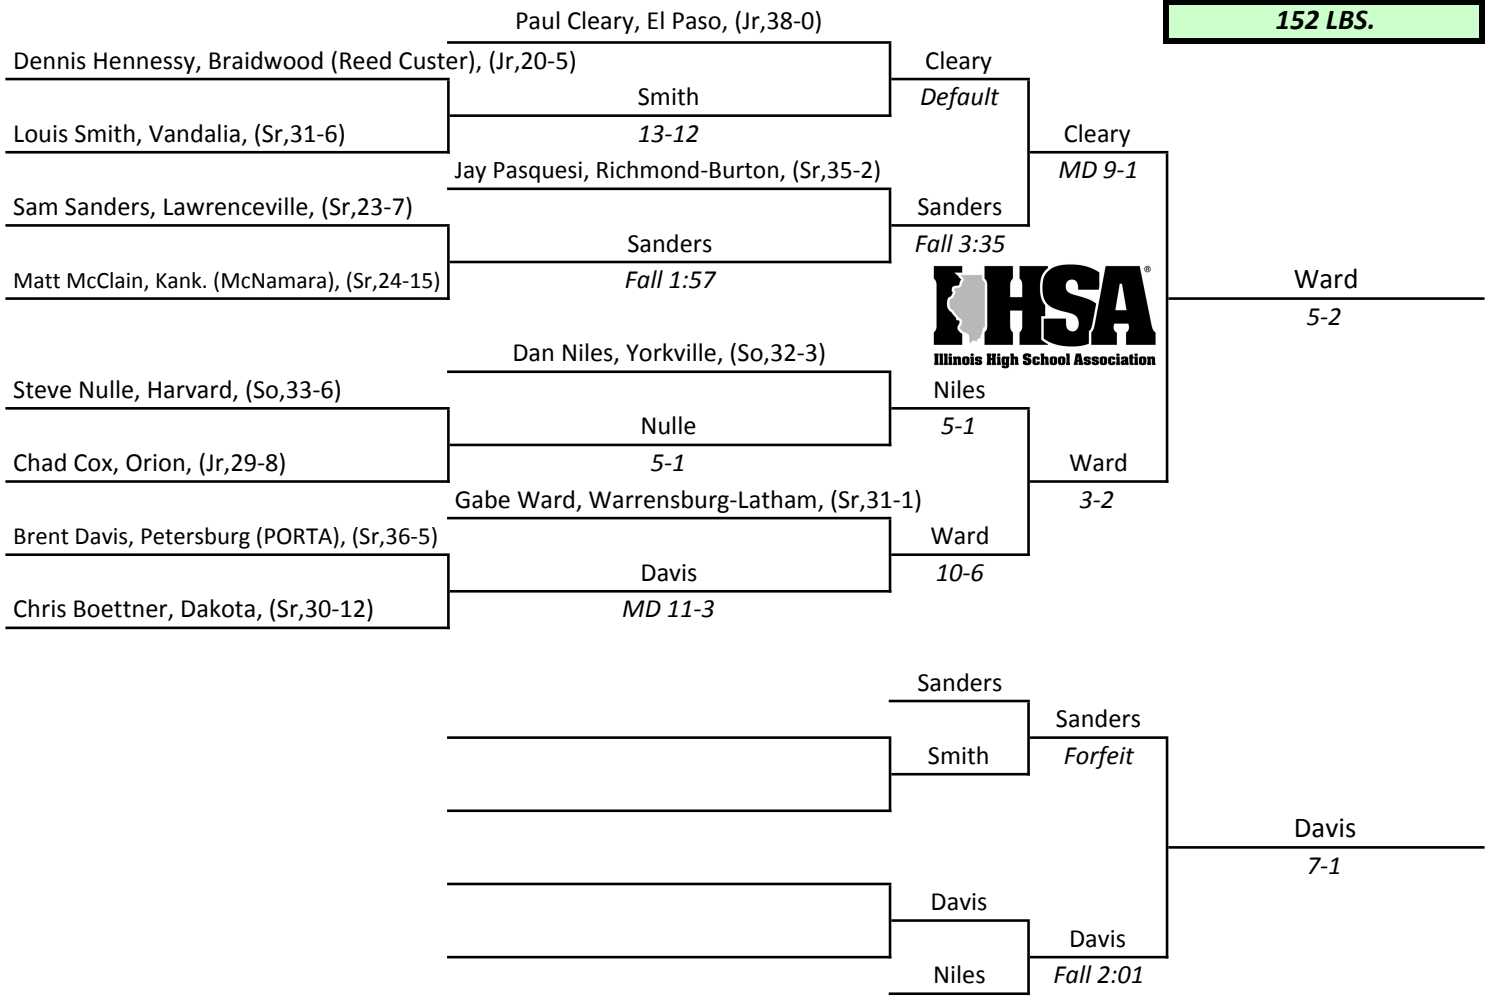 Paul Cleary, El Paso, (Jr,38-0)
152 LBS.
Dennis Hennessy, Braidwood (Reed Custer), (Jr,20-5)
Cleary
Smith
Default
Louis Smith, Vandalia, (Sr,31-6)
13-12
Cleary
Jay Pasquesi, Richmond-Burton, (Sr,35-2)
MD 9-1
Sam Sanders, Lawrenceville, (Sr,23-7)
Sanders
Sanders
Fall 3:35
Matt McClain, Kank. (McNamara), (Sr,24-15)
Fall 1:57
IHSA®
Illinois High School Association
Ward
5-2
Dan Niles, Yorkville, (So,32-3)
Steve Nulle, Harvard, (So,33-6)
Niles
Nulle
5-1
Chad Cox, Orion, (Jr,29-8)
5-1
Ward
Gabe Ward, Warrensburg-Latham, (Sr,31-1)
3-2
Brent Davis, Petersburg (PORTA), (Sr,36-5)
Ward
Davis
10-6
Chris Boettner, Dakota, (Sr,30-12)
MD 11-3
Sanders
Sanders
Smith
Forfeit
Davis
7-1
Davis
Davis
Niles
Fall 2:01